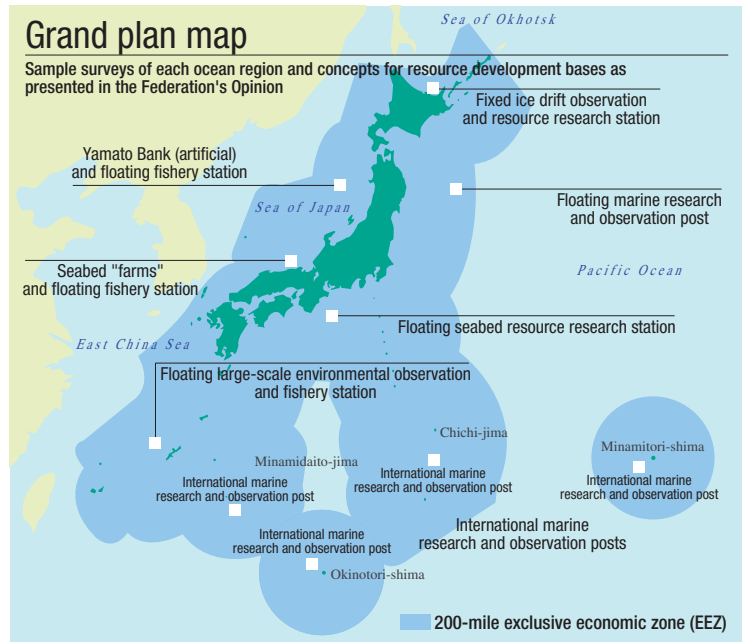 Sea of Okhotsk
Grand plan map
Sample surveys of each ocean region and concepts for resource development bases as
presented in the Federation's Opinion
Fixed ice drift observation
and resource research station
Yamato Bank (artificial)
and floating fishery station
Sea of Japan
Floating marine research
and observation post
Seabed "farms"
and floating fishery station
Pacific Ocean
Floating seabed resource research station
East China Sea
Floating large-scale environmental observation
and fishery station
Chichi-jima
Minamitori-shima
Minamidaito-jima
International marine
research and observation post
International marine
research and observation post
International marine
research and observation post
International marine
research and observation post
International marine
research and observation posts
Okinotori-shima
200-mile exclusive economic zone (EEZ)